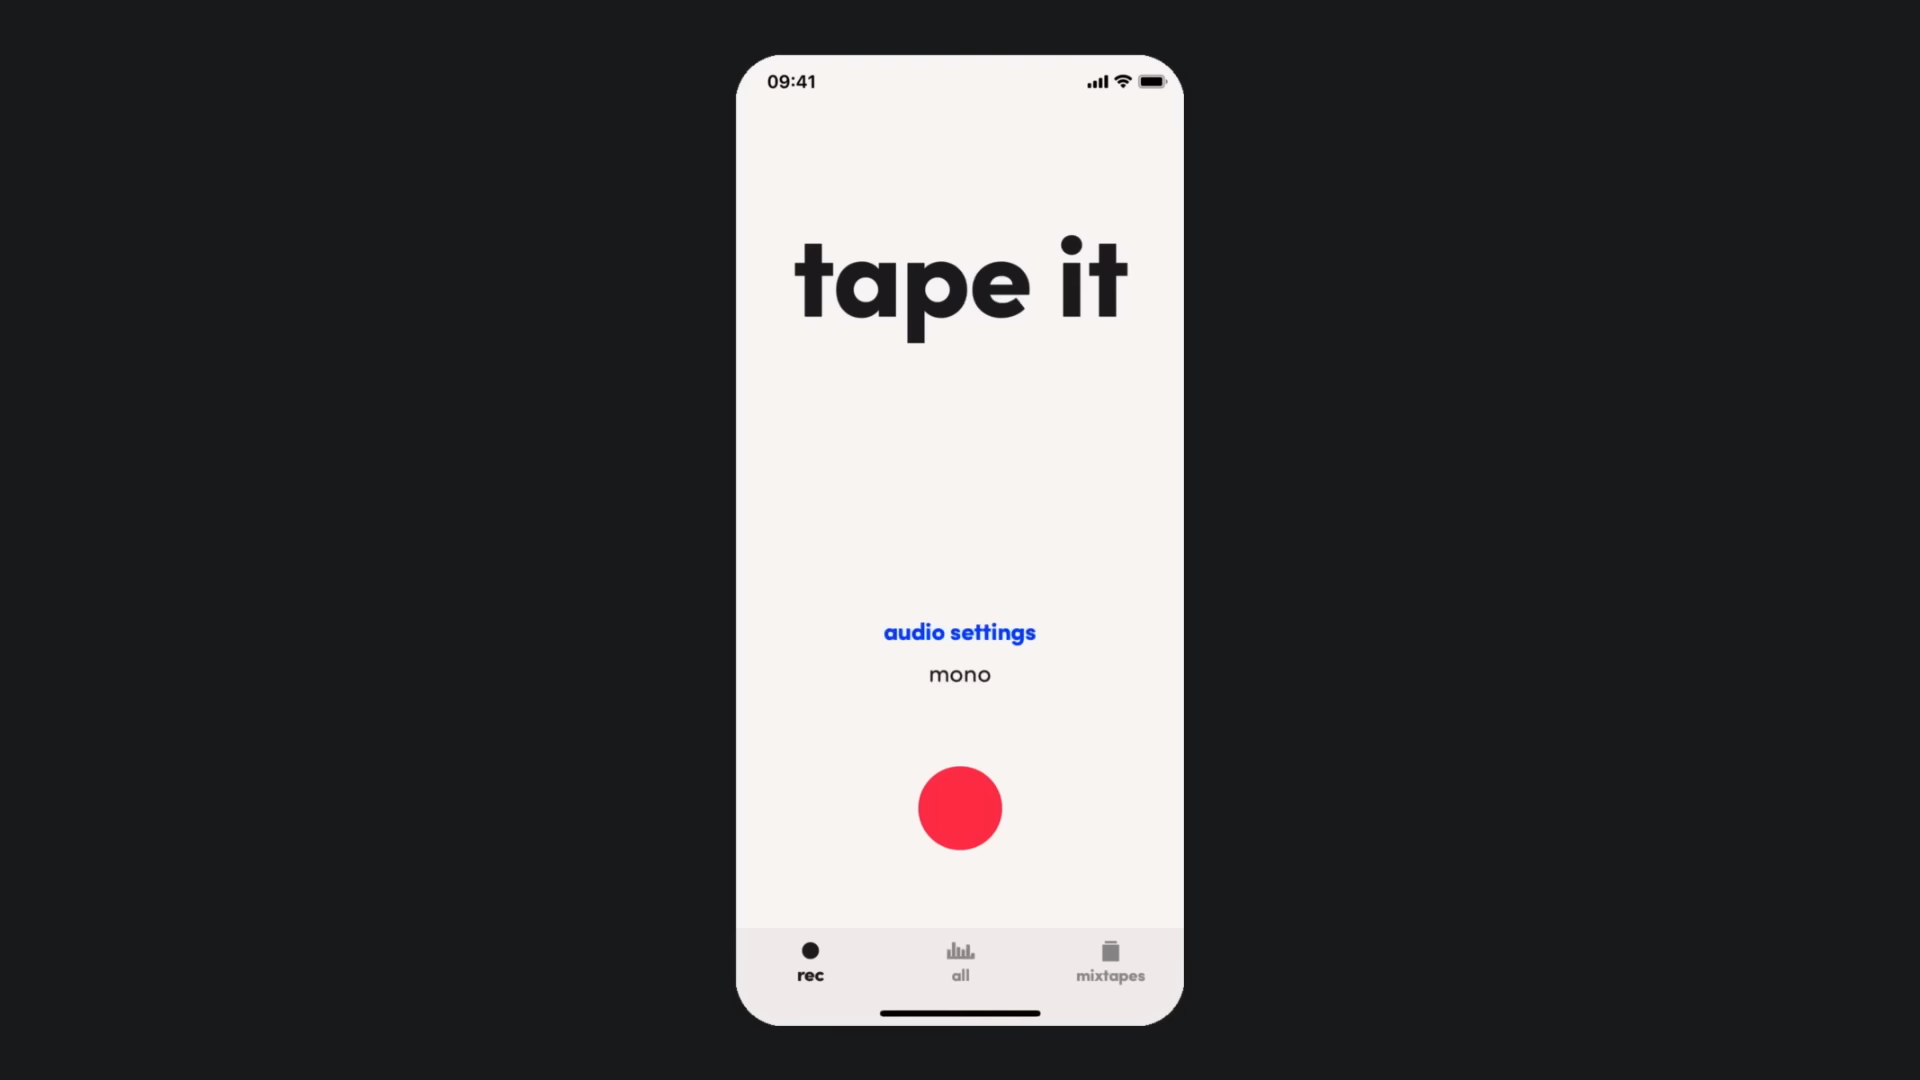 09:41
tape it
audio settings
mono
rec
all
mixtapes